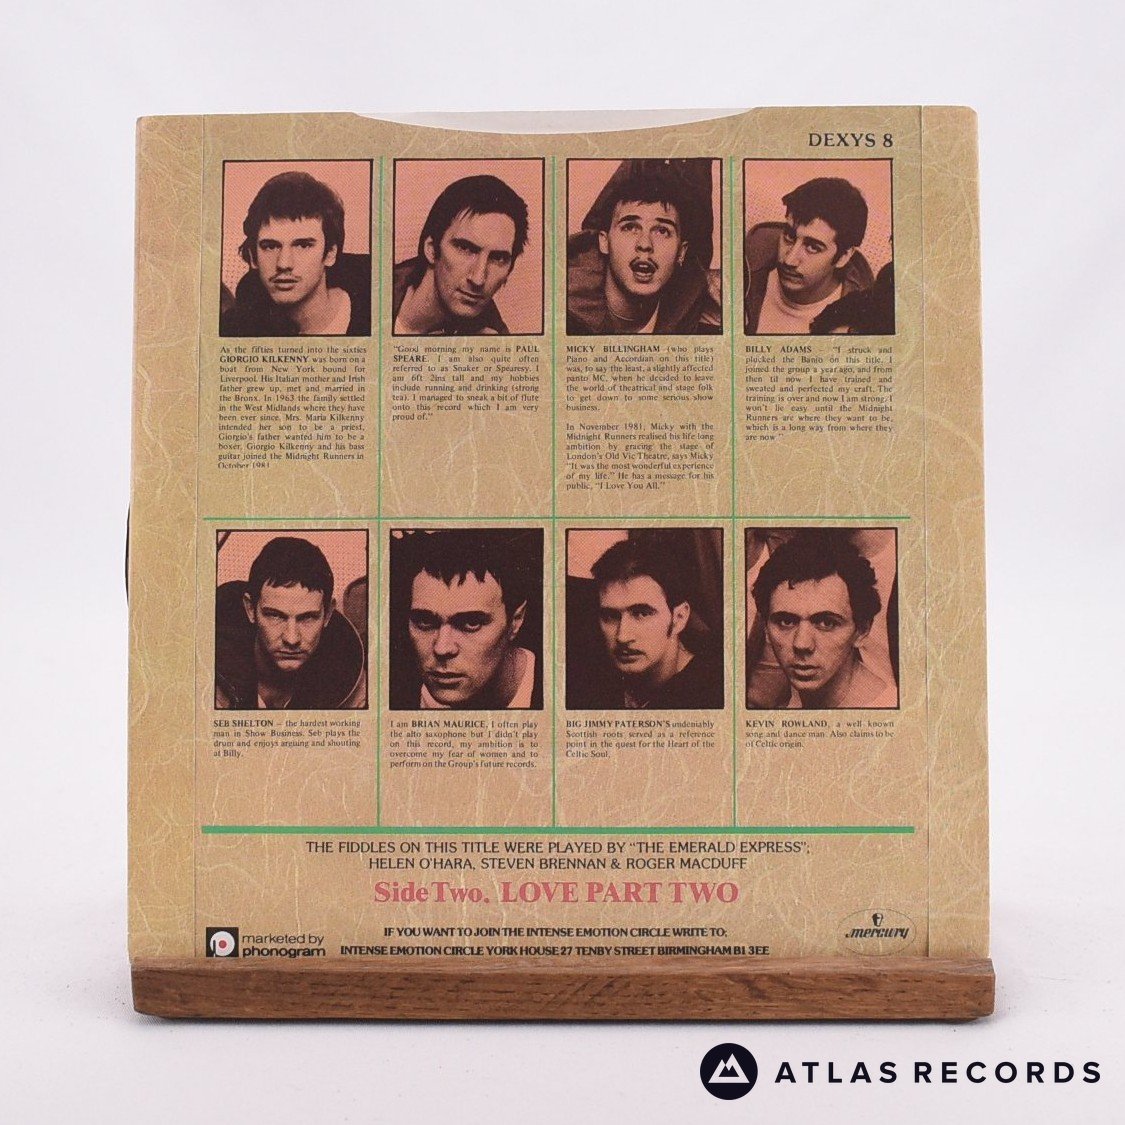 DEXYS 8
As the fifties turned into the sixties
GIORGIO KILKENNY was born on a
boat from New York bound for
Liverpool. His Italian mother and Irish
father grew up, met and married in
the Bronx. In 1963 the family settled
in the West Midlands where they have
been ever since. Mrs. Maria Kilkenny
intended her son to be a priest,
Giorgio's father wanted him to be a
boxer, Giorgio Kilkenny and his bass
guitar joined the Midnight Runners in
October 1981
"Good morning my name is PAUL
SPEARE. I am also quite often
referred to as Snaker or Spearesy. I
am 6ft 2ins tall and my hobbies
include running and drinking (strong
tea). I managed to sneak a bit of flute
onto this record which I am very
proud of."
MICKY BILLINGHAM (who plays
Piano and Accordian on this title)
was, to say the least, a slightly affected
panto MC, when he decided to leave
the world of theatrical and stage folk
to get down to some serious show
business.
In November 1981, Micky with the
Midnight Runners realised his life long
ambition by gracing the stage of
London's Old Vic Theatre, says Micky
"It was the most wonderful experience
of my life." He has a message for his
public, "I Love You All."
BILLY ADAMS – "I struck and
plucked the Banjo on this title, I
joined the group a year ago, and from
then til now I have trained and
sweated and perfected my craft. The
training is over and now I am strong. I
won't lie easy until the Midnight
Runners are where they want to be,
which is a long way from where they
are now"
SEB SHELTON – the hardest working
man in Show Business. Seb plays the
drum and enjoys arguing and shouting
at Billy.
I am BRIAN MAURICE, I often play
the alto saxophone but I didn't play
on this record, my ambition is to
overcome my fear of women and to
perform on the Group's future records.
BIG JIMMY PATERSON'S undeniably
Scottish roots served as a reference
point in the quest for the Heart of the
Celtic Soul.
KEVIN ROWLAND, a well known
song and dance man. Also claims to be
of Celtic origin.
THE FIDDLES ON THIS TITLE WERE PLAYED BY "THE EMERALD EXPRESS";
HELEN O'HARA, STEVEN BRENNAN & ROGER MACDUFF
Side Two. LOVE PART TWO
IF YOU WANT TO JOIN THE INTENSE EMOTION CIRCLE WRITE TO;
INTENSE EMOTION CIRCLE YORK HOUSE 27 TENBY STREET BIRMINGHAM B1 3EE
marketed by
phonogram
mercury
ATLAS RECORDS